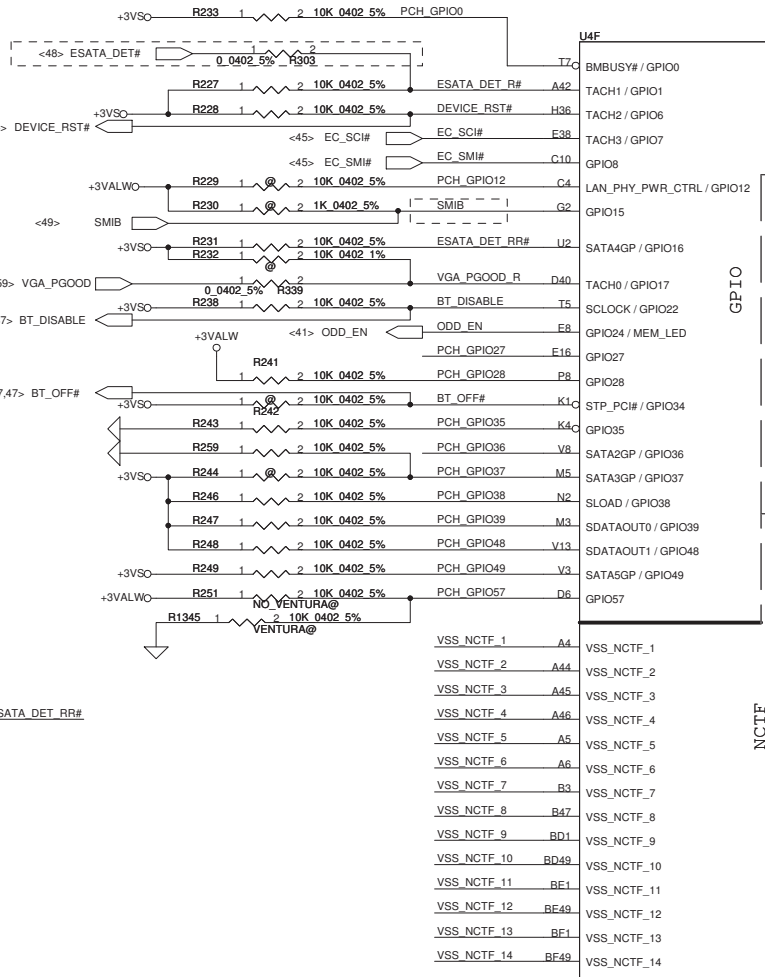 +3VS R233 1 2 10K_0402_5% PCH_GPIO0
U4F
<48> ESATA_DET# 1 2
0_0402_5% R303
T7 BMBUSY# / GPIO0
R227 1 2 10K_0402_5% ESATA_DET_R# A42 TACH1 / GPIO1
+3VS R228 1 2 10K_0402_5% DEVICE_RST# H36 TACH2 / GPIO6
> DEVICE_RST#
<45> EC_SCI# EC_SCI# E38 TACH3 / GPIO7
<45> EC_SMI# EC_SMI# C10 GPIO8
+3VALW R229 1 @ 2 10K_0402_5% PCH_GPIO12 C4 LAN_PHY_PWR_CTRL / GPIO12
R230 1 @ 2 1K_0402_5% SMIB G2 GPIO15
<49> SMIB
+3VS R231 1 2 10K_0402_5% ESATA_DET_RR# U2 SATA4GP / GPIO16
R232 1 2 10K_0402_1%
@
59> VGA_PGOOD 1 2 VGA_PGOOD_R D40 TACH0 / GPIO17
0_0402_5% R339
+3VS R238 1 2 10K_0402_5% BT_DISABLE T5 SCLOCK / GPIO22
7> BT_DISABLE
<41> ODD_EN ODD_EN E8 GPIO24 / MEM_LED
+3VALW
PCH_GPIO27 E16 GPIO27
R241
1 2 10K_0402_5% PCH_GPIO28 P8 GPIO28
7,47> BT_OFF#
+3VS 1 @ 2 10K_0402_5% BT_OFF# K1 STP_PCI# / GPIO34
R242
R243 1 2 10K_0402_5% PCH_GPIO35 K4 GPIO35
R259 1 2 10K_0402_5% PCH_GPIO36 V8 SATA2GP / GPIO36
+3VS R244 1 @ 2 10K_0402_5% PCH_GPIO37 M5 SATA3GP / GPIO37
R246 1 2 10K_0402_5% PCH_GPIO38 N2 SLOAD / GPIO38
R247 1 2 10K_0402_5% PCH_GPIO39 M3 SDATAOUT0 / GPIO39
R248 1 2 10K_0402_5% PCH_GPIO48 V13 SDATAOUT1 / GPIO48
+3VS R249 1 2 10K_0402_5% PCH_GPIO49 V3 SATA5GP / GPIO49
+3VALW R251 1 2 10K_0402_5% PCH_GPIO57 D6 GPIO57
NO_VENTURA@
R1345 1 2 10K_0402_5%
VENTURA@
GPIO
VSS_NCTF_1 A4 VSS_NCTF_1
VSS_NCTF_2 A44 VSS_NCTF_2
VSS_NCTF_3 A45 VSS_NCTF_3
SATA_DET_RR#
VSS_NCTF_4 A46 VSS_NCTF_4
VSS_NCTF_5 A5 VSS_NCTF_5
VSS_NCTF_6 A6 VSS_NCTF_6
VSS_NCTF_7 B3 VSS_NCTF_7
VSS_NCTF_8 B47 VSS_NCTF_8
VSS_NCTF_9 BD1 VSS_NCTF_9
VSS_NCTF_10 BD49 VSS_NCTF_10
VSS_NCTF_11 BE1 VSS_NCTF_11
VSS_NCTF_12 BE49 VSS_NCTF_12
VSS_NCTF_13 BF1 VSS_NCTF_13
VSS_NCTF_14 BF49 VSS_NCTF_14
NCTF